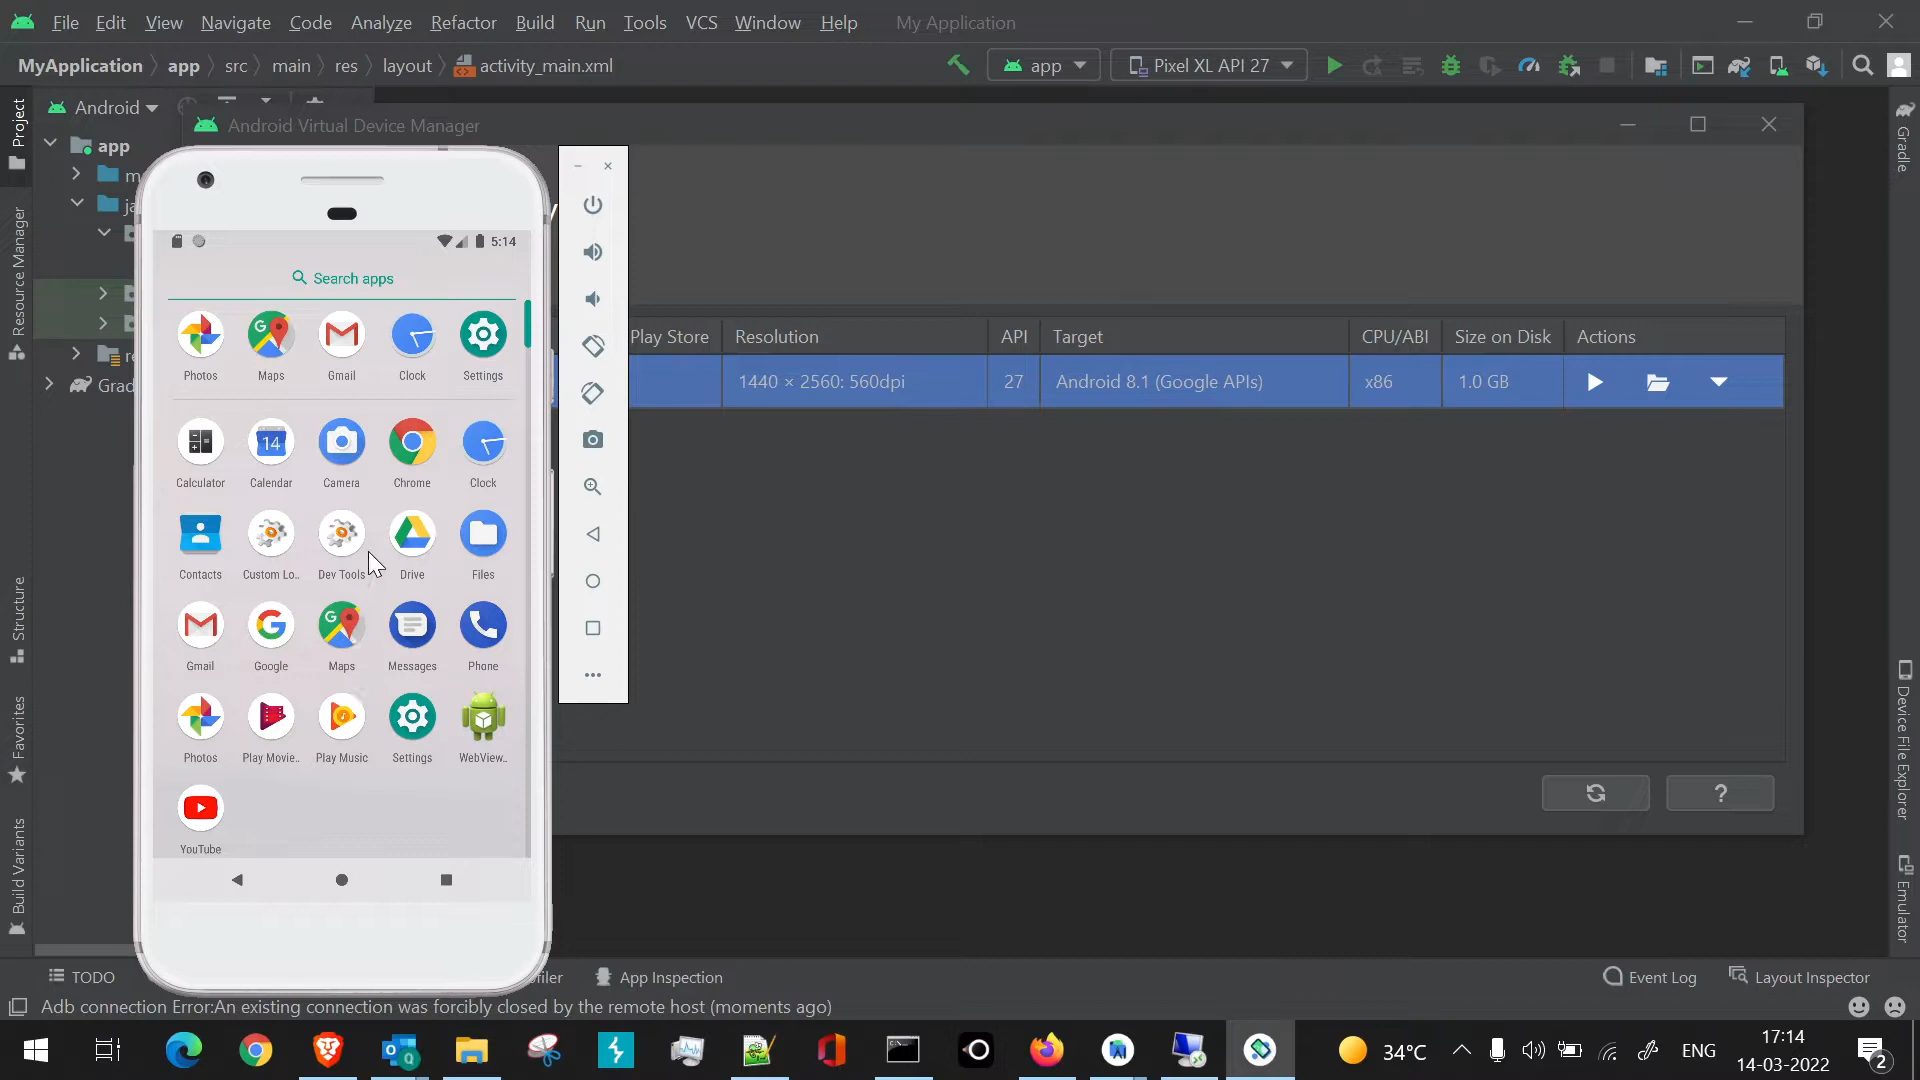 File Edit View Navigate Code Analyze Refactor Build Run Tools VCS Window Help My Application
MyApplication app src main res layout activity_main.xml app Pixel XL API 27
Android
Project
Gradle
Android Virtual Device Manager
app
m
ja
re
Grad
Resource Manager
Structure
Favorites
Build Variants
5:14
Search apps
Photos Maps Gmail Clock Settings
14
Calculator Calendar Camera Chrome Clock
Contacts Custom Lo.. Dev Tools Drive Files
Gmail Google Maps Messages Phone
Photos Play Movie.. Play Music Settings WebView..
YouTube
Play Store Resolution API Target CPU/ABI Size on Disk Actions
1440 × 2560: 560dpi 27 Android 8.1 (Google APIs) x86 1.0 GB
?
Device File Explorer
Emulator
TODO filer App Inspection Event Log Layout Inspector
Adb connection Error:An existing connection was forcibly closed by the remote host (moments ago)
34°C ENG
17:14
14-03-2022
2